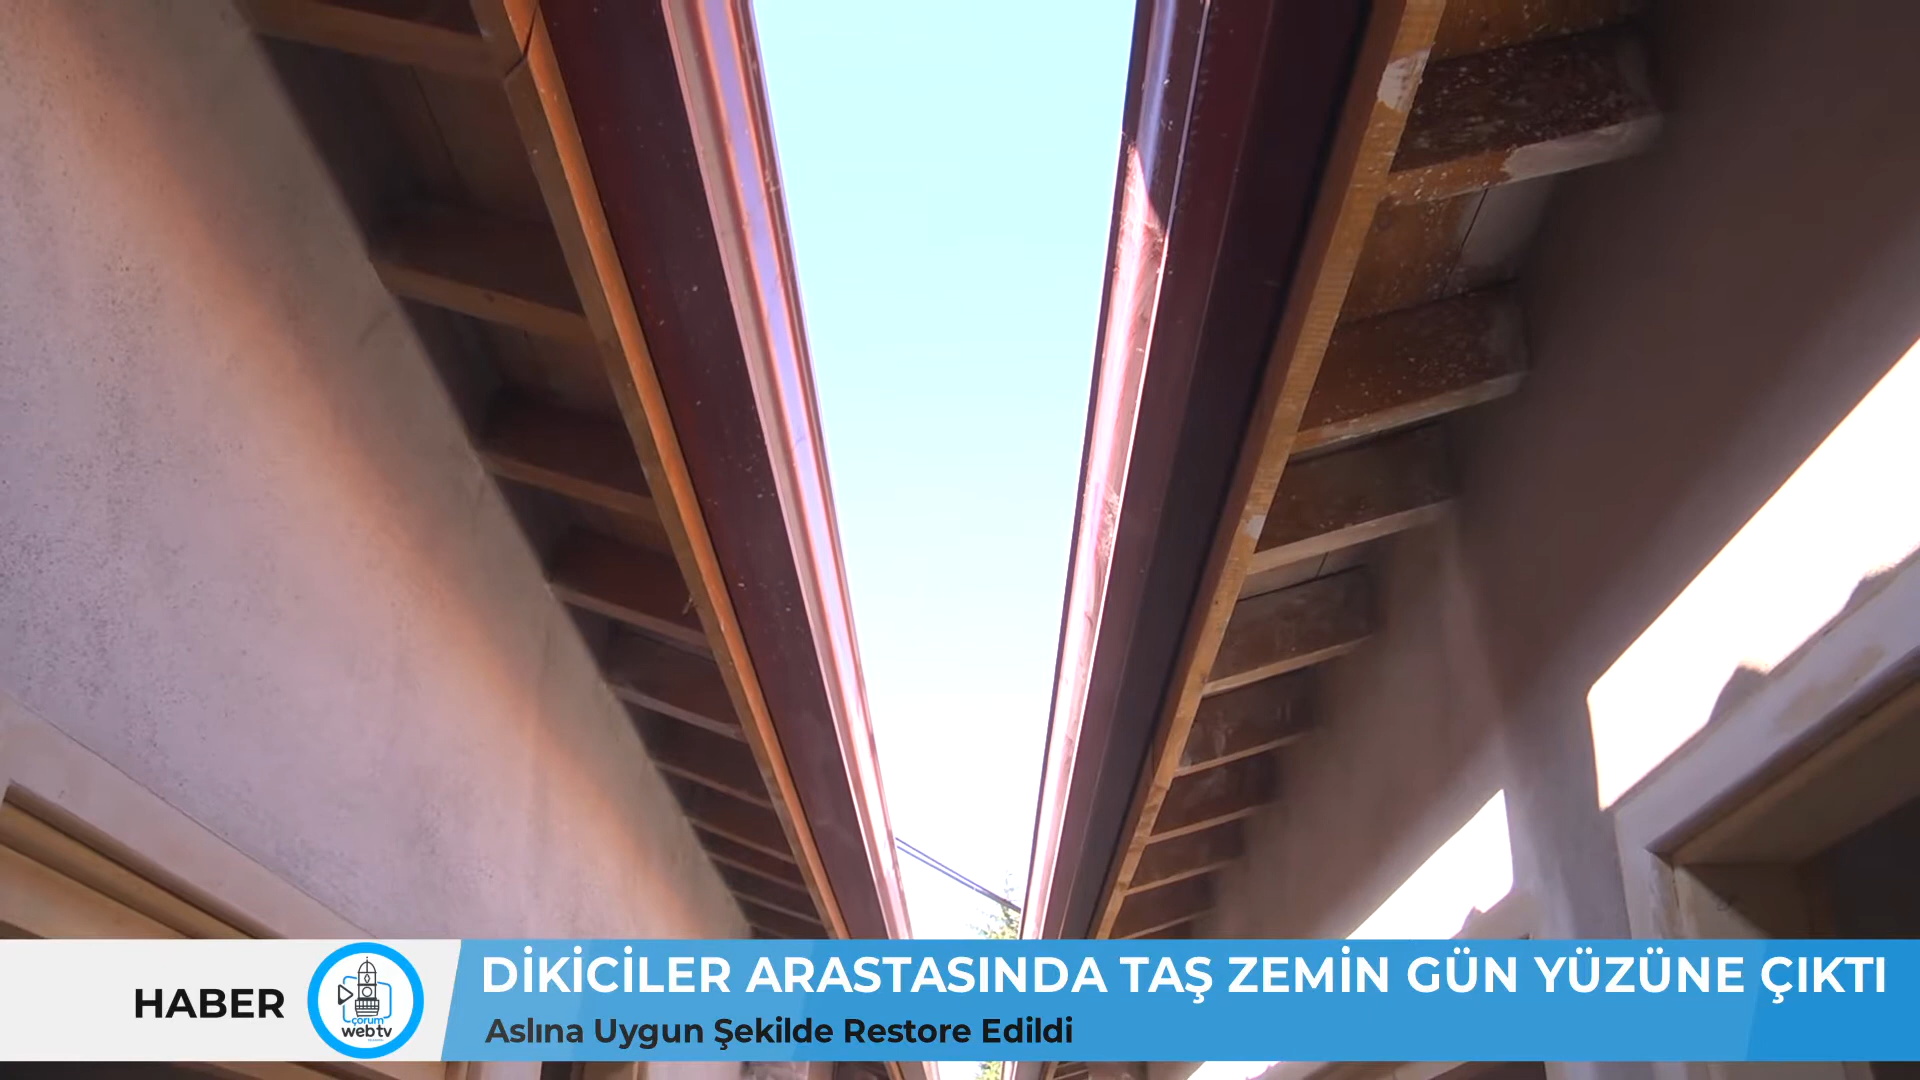 DİKİCİLER ARASTASINDA TAŞ ZEMİN GÜN YÜZÜNE ÇIKTI
HABER
çorum
webtv
Aslına Uygun Şekilde Restore Edildi